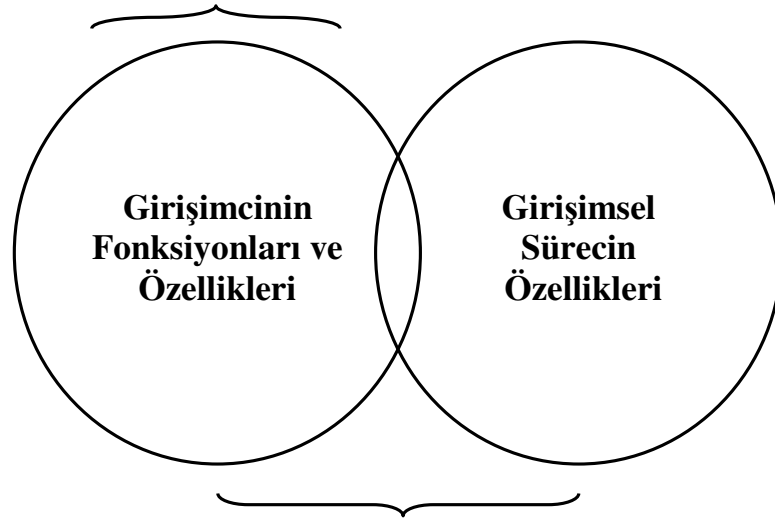 Girişimcinin
Fonksiyonları ve
Özellikleri
Girişimsel
Sürecin
Özellikleri